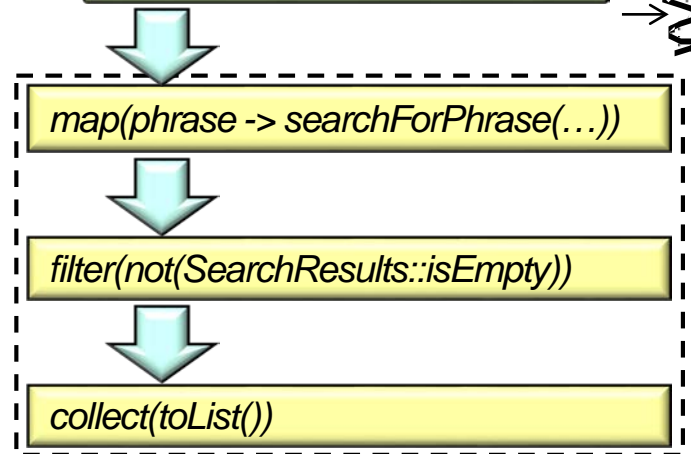 map(phrase -> searchForPhrase(…))
filter(not(SearchResults::isEmpty))
collect(toList())